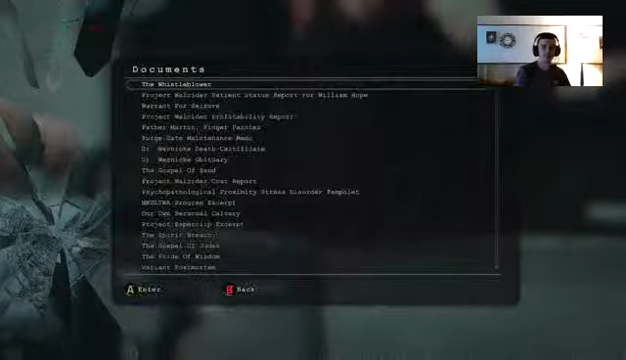 Documents
The Whistleblower
Project Walrider Patient Status Report For William Hope
Warrant For Seizure
Project Walrider Profitability Report
Father Martin, Finger Painter
Purge Gate Maintenance Memo
Dr Wernicke Death Certificate
Dr Wernicke Obituary
The Gospel Of Sand
Project Walrider Cost Report
Psychopathological Proximity Stress Disorder Pamphlet
MKULTRA Program Excerpt
Our Own Personal Calvary
Project Paperclip Excerpt
The Spirit Breach
The Gospel Of
The Pride Of Wisdom
Variant Postmortem
A Enter
B Back